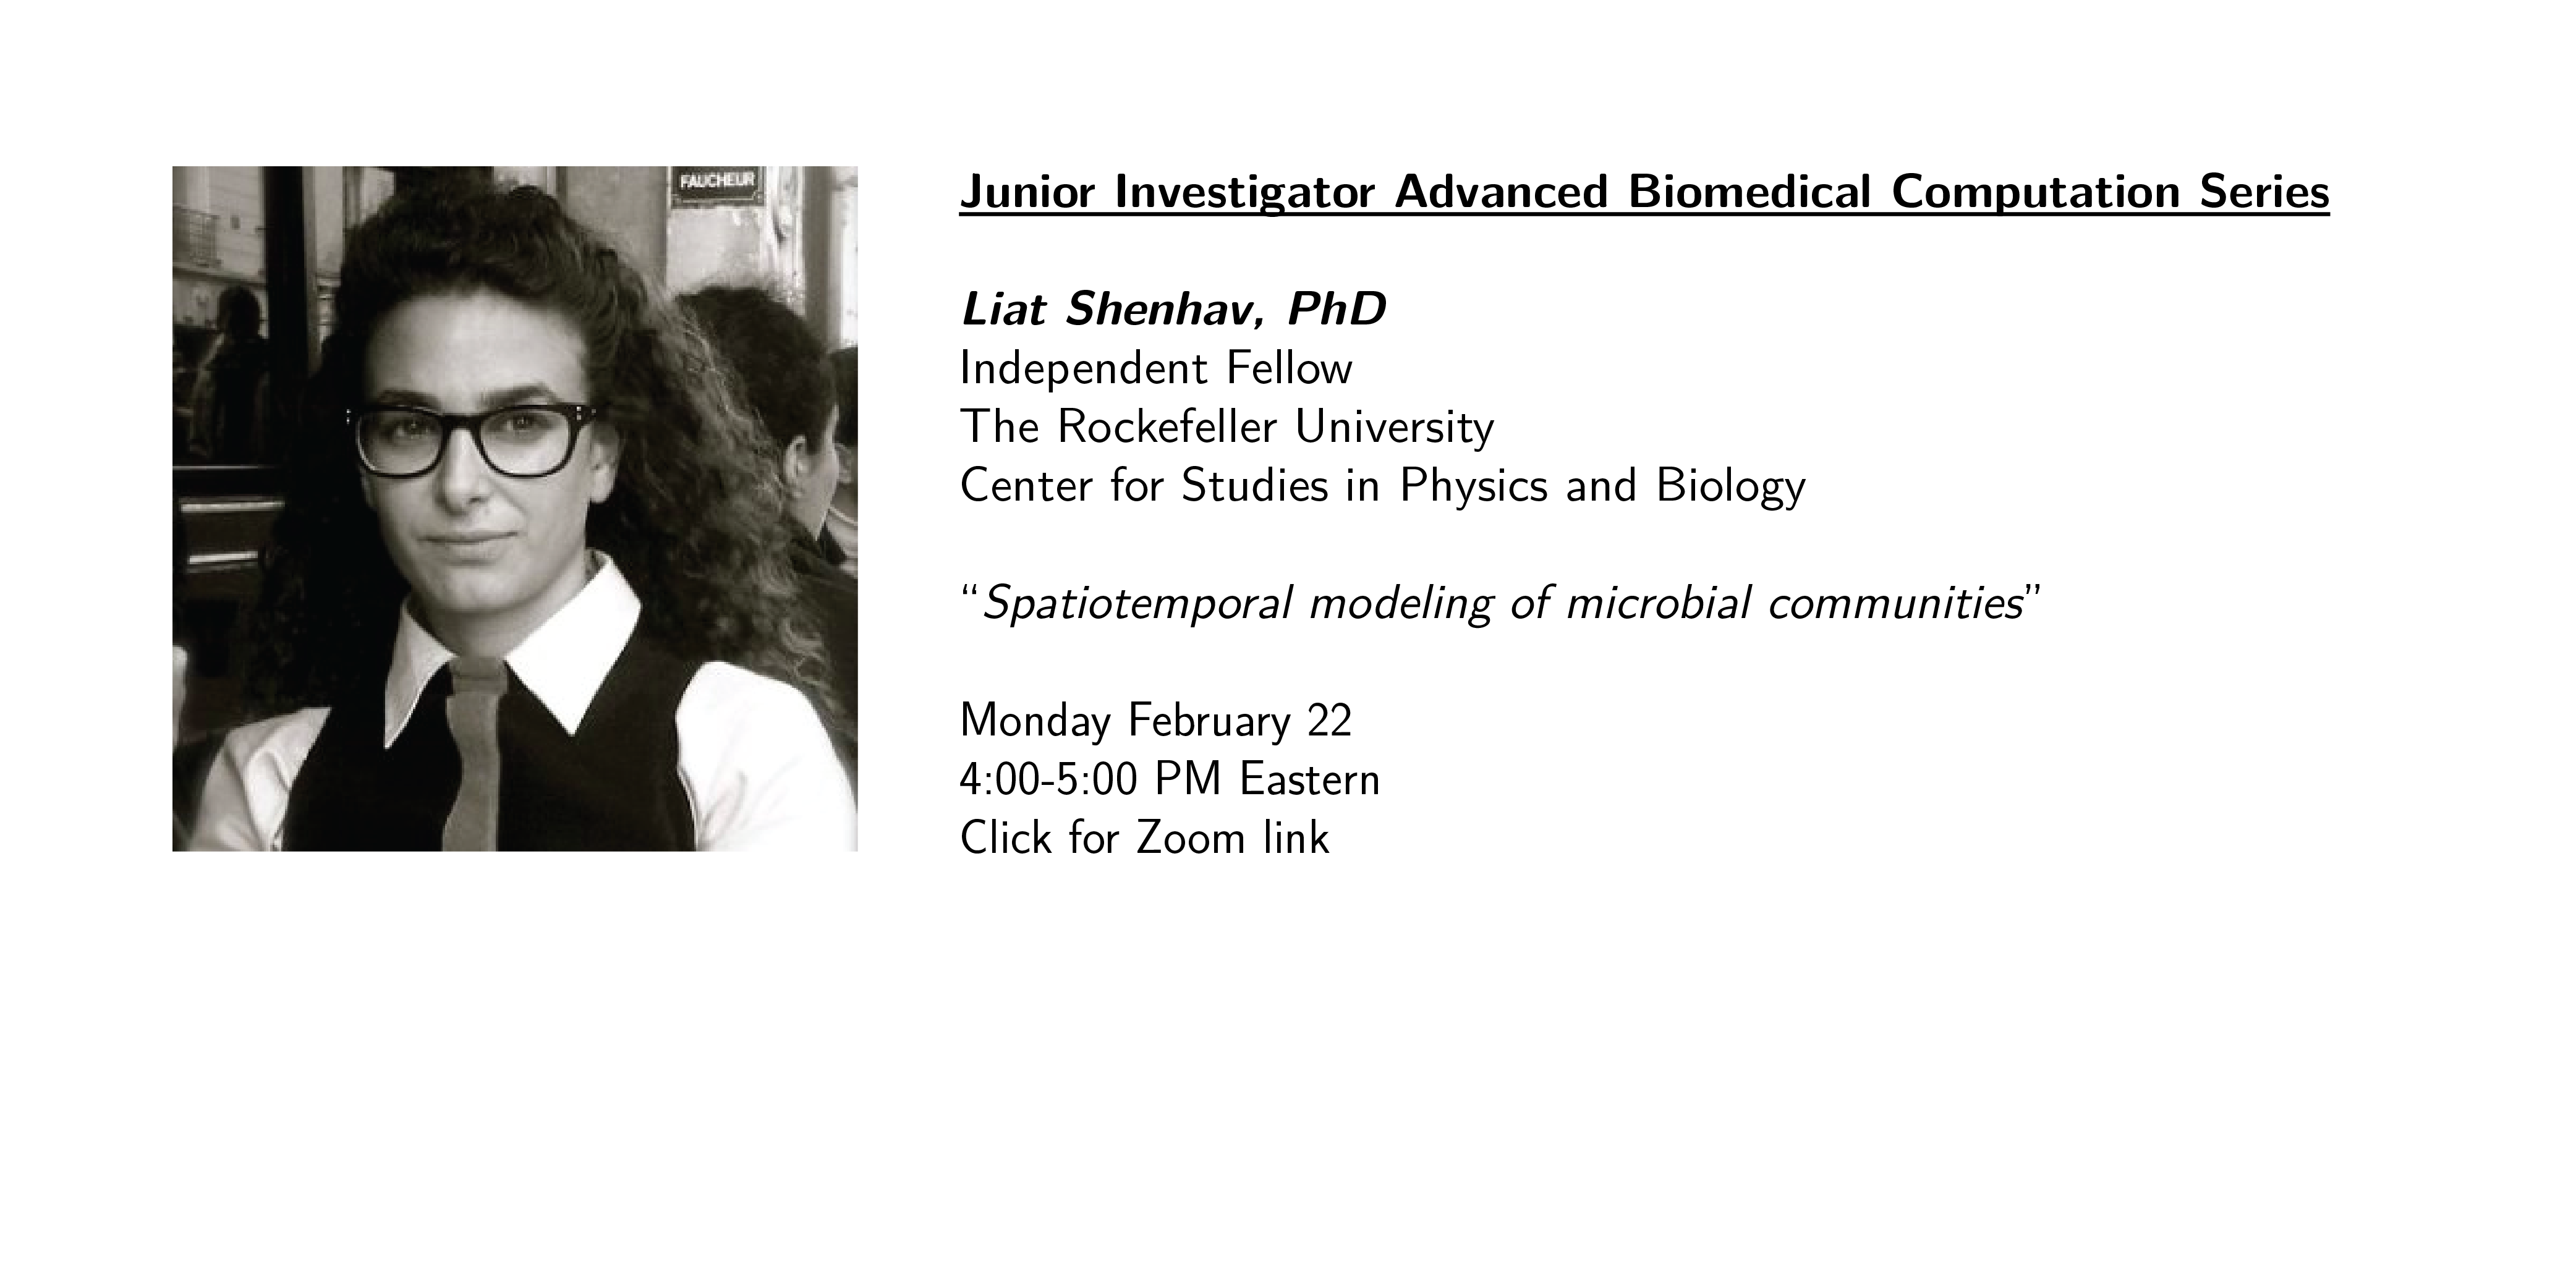 FAUCHEUR
Junior Investigator Advanced Biomedical Computation Series
Liat Shenhav, PhD
Independent Fellow
The Rockefeller University
Center for Studies in Physics and Biology
“Spatiotemporal modeling of microbial communities”
Monday February 22
4:00-5:00 PM Eastern
Click for Zoom link